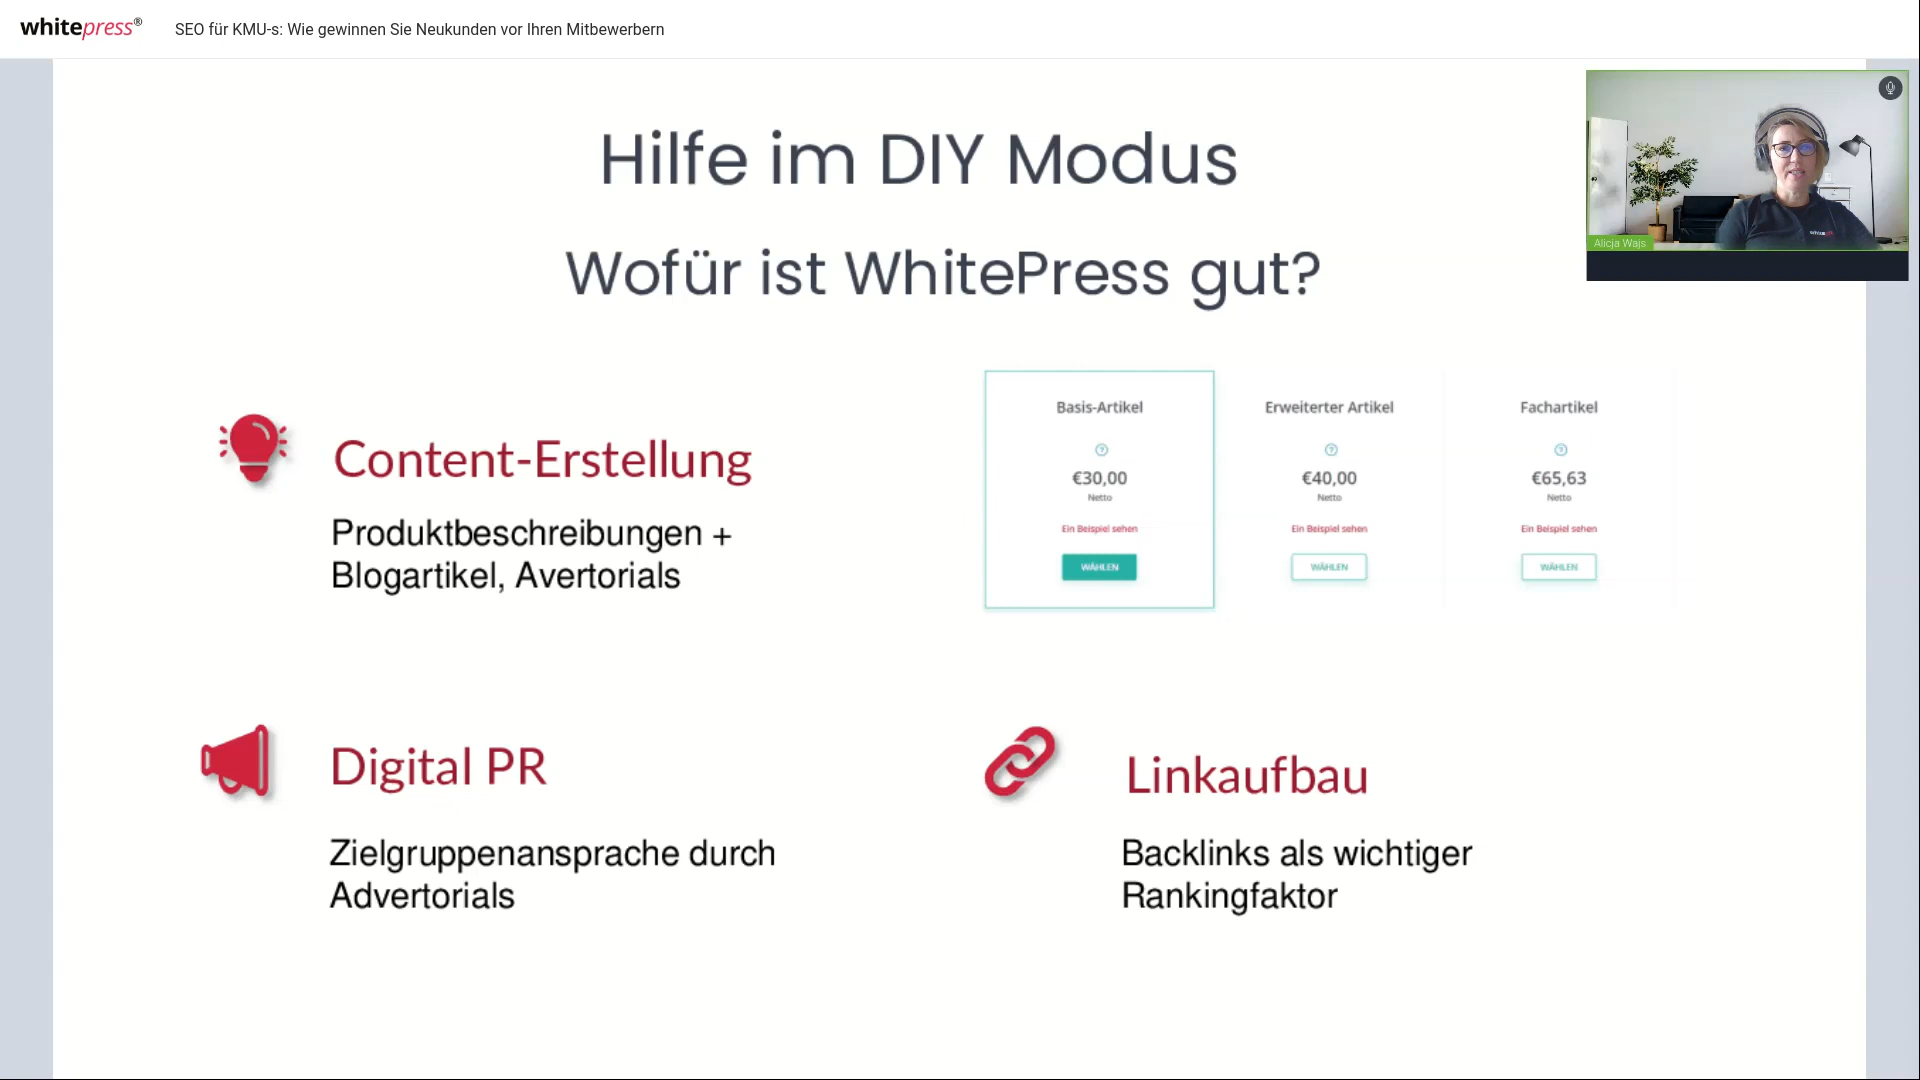 whitepress®
SEO für KMU-s: Wie gewinnen Sie Neukunden vor Ihren Mitbewerbern
Hilfe im DIY Modus
Wofür ist WhitePress gut?
Alicja Wajs
Content-Erstellung
Produktbeschreibungen +
Blogartikel, Avertorials
Basis-Artikel
€30,00
Netto
Ein Beispiel sehen
WÄHLEN
Erweiterter Artikel
€40,00
Netto
Ein Beispiel sehen
WÄHLEN
Fachartikel
€65,63
Netto
Ein Beispiel sehen
WÄHLEN
Digital PR
Zielgruppenansprache durch
Advertorials
Linkaufbau
Backlinks als wichtiger
Rankingfaktor